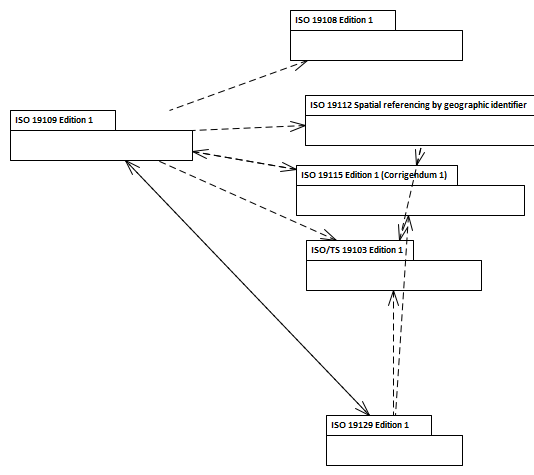 ISO 19108 Edition 1
ISO 19112 Spatial referencing by geographic identifier
ISO 19109 Edition 1
ISO 19115 Edition 1 (Corrigendum 1)
ISO/TS 19103 Edition 1
ISO 19129 Edition 1